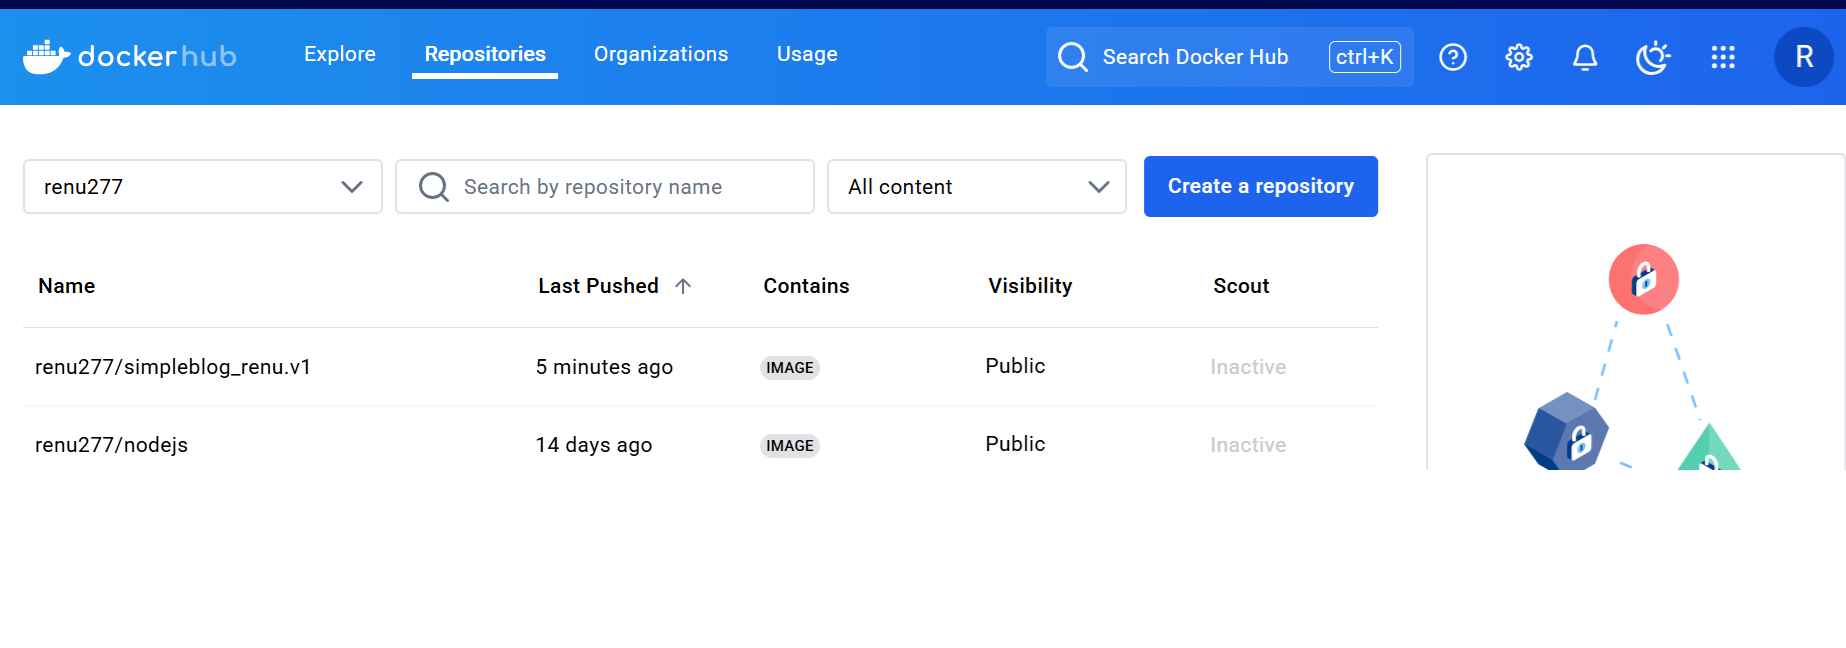 dockerhub Explore Repositories Organizations Usage Search Docker Hub ctrl+K R
renu277 Search by repository name All content Create a repository
Name Last Pushed Contains Visibility Scout
renu277/simpleblog_renu.v1 5 minutes ago IMAGE Public Inactive
renu277/nodejs 14 days ago IMAGE Public Inactive